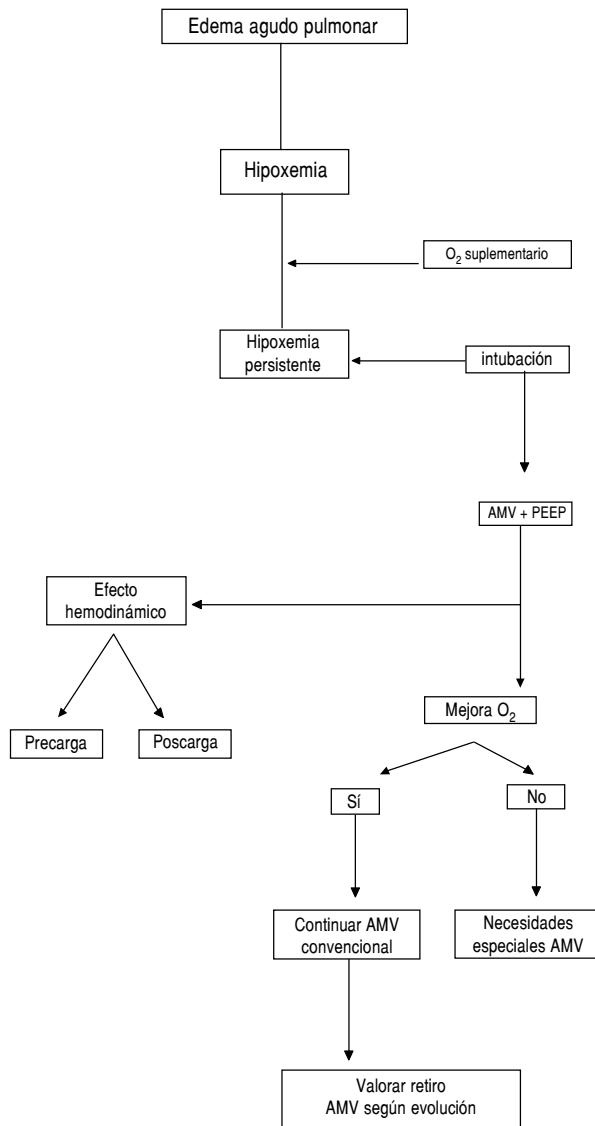 Edema agudo pulmonar
Hipoxemia
O₂ suplementario
Hipoxemia
persistente
intubación
AMV + PEEP
Efecto
hemodinámico
Precarga
Poscarga
Mejora O₂
Sí
No
Continuar AMV
convencional
Necesidades
especiales AMV
Valorar retiro
AMV según evolución